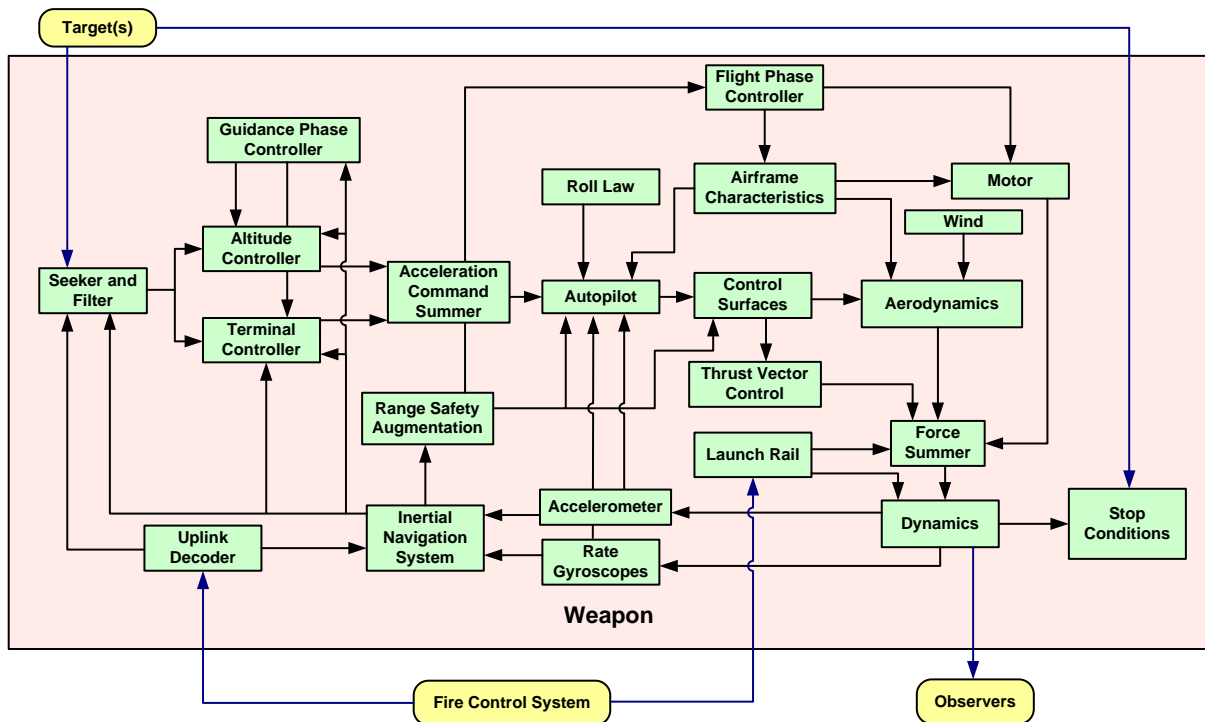 Target(s)
Flight Phase
Controller
Guidance Phase
Controller
Roll Law
Airframe
Characteristics
Motor
Wind
Altitude
Controller
Seeker and
Filter
Acceleration
Command
Summer
Autopilot
Control
Surfaces
Aerodynamics
Terminal
Controller
Thrust Vector
Control
Range Safety
Augmentation
Launch Rail
Force
Summer
Accelerometer
Inertial
Navigation
System
Dynamics
Stop
Conditions
Uplink
Decoder
Rate
Gyroscopes
Weapon
Fire Control System
Observers